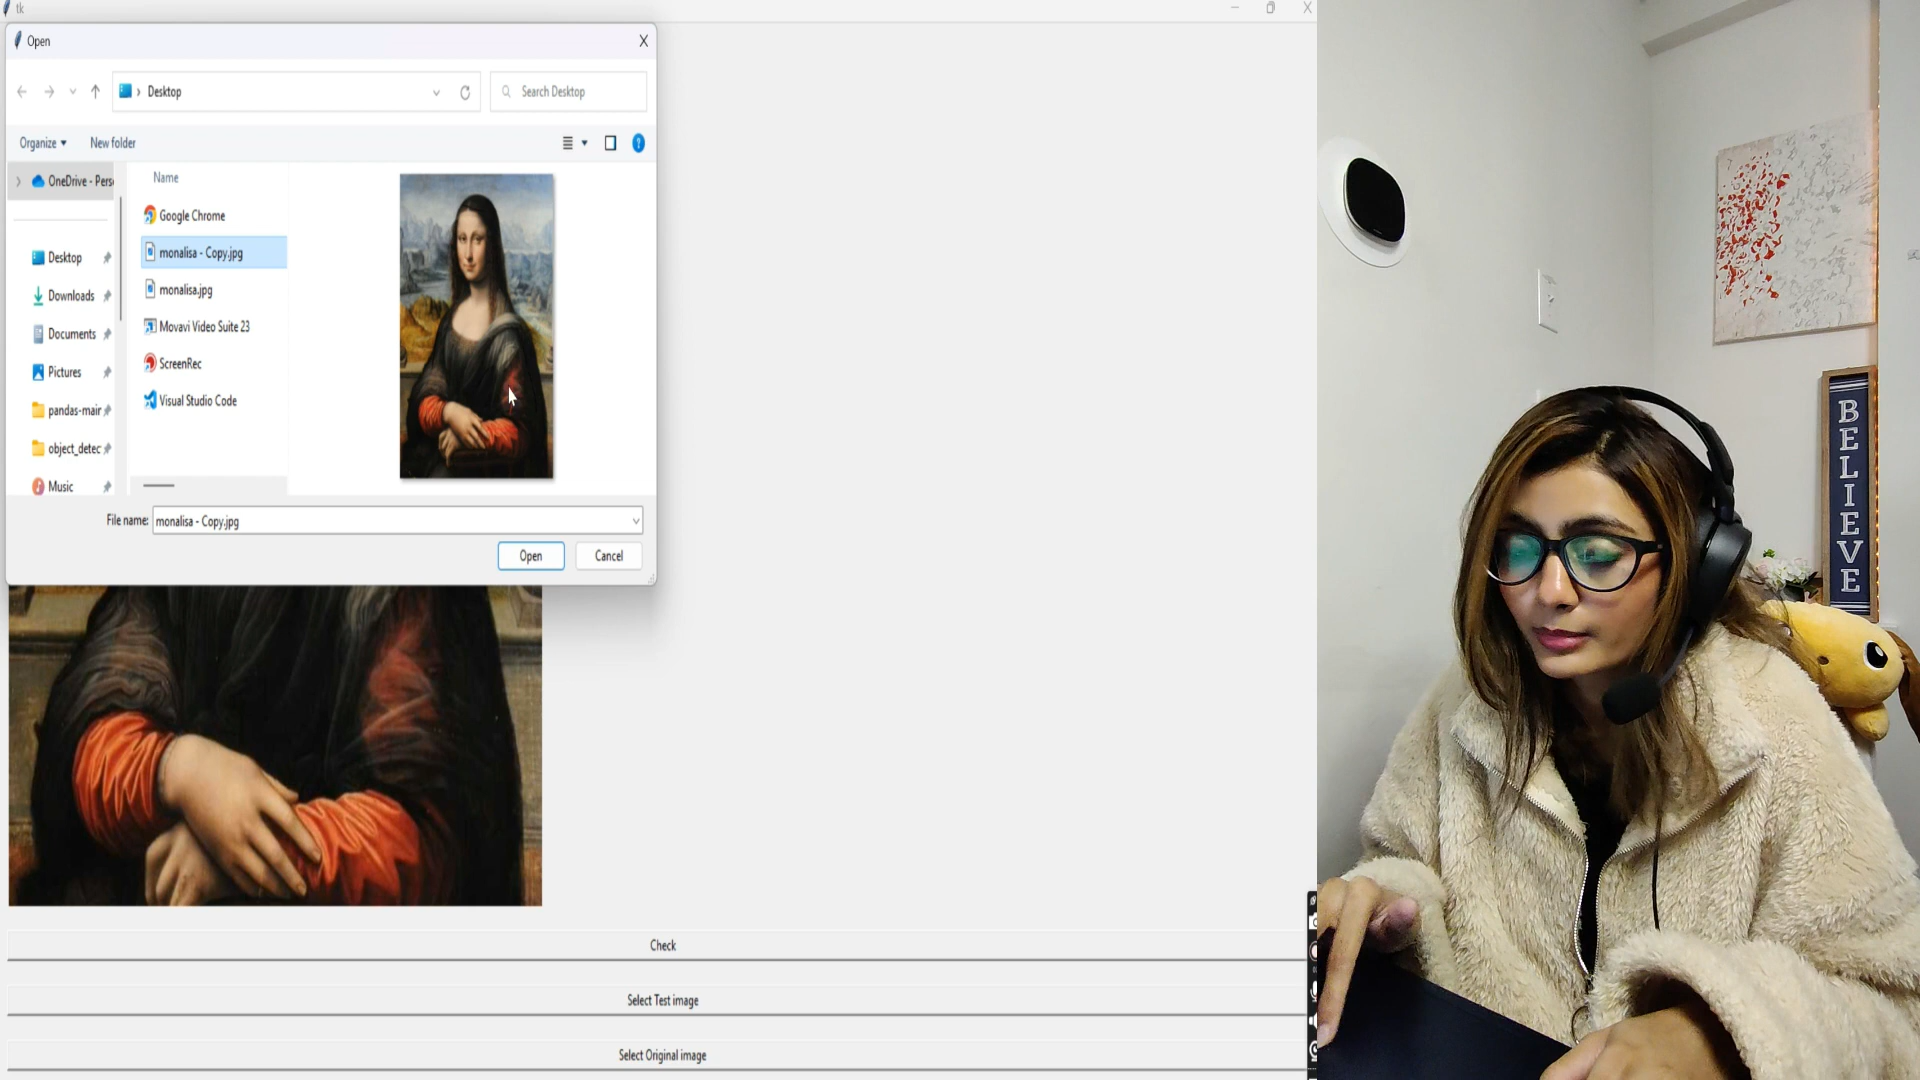 tk
Open
Desktop
Search Desktop
Organize
New folder
OneDrive - Pers
Name
Google Chrome
monalisa - Copy.jpg
Desktop
monalisa.jpg
Downloads
Movavi Video Suite 23
Documents
ScreenRec
Pictures
Visual Studio Code
pandas-mair
object_detec
Music
File name:
monalisa - Copy.jpg
Open
Cancel
Check
Select Test image
Select Original image
BELIEVE